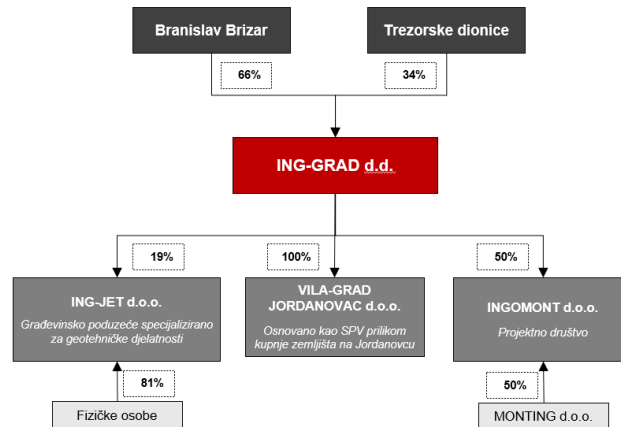 Branislav Brizar
Trezorske dionice
66%
34%
ING-GRAD d.d.
19%
100%
50%
ING-JET d.o.o.
Građevinsko poduzeće specijalizirano
za geotehničke djelatnosti
VILA-GRAD
JORDANOVAC d.o.o.
Osnovano kao SPV prilikom
kupnje zemljišta na Jordanovcu
INGOMONT d.o.o.
Projektno društvo
81%
50%
Fizičke osobe
MONTING d.o.o.